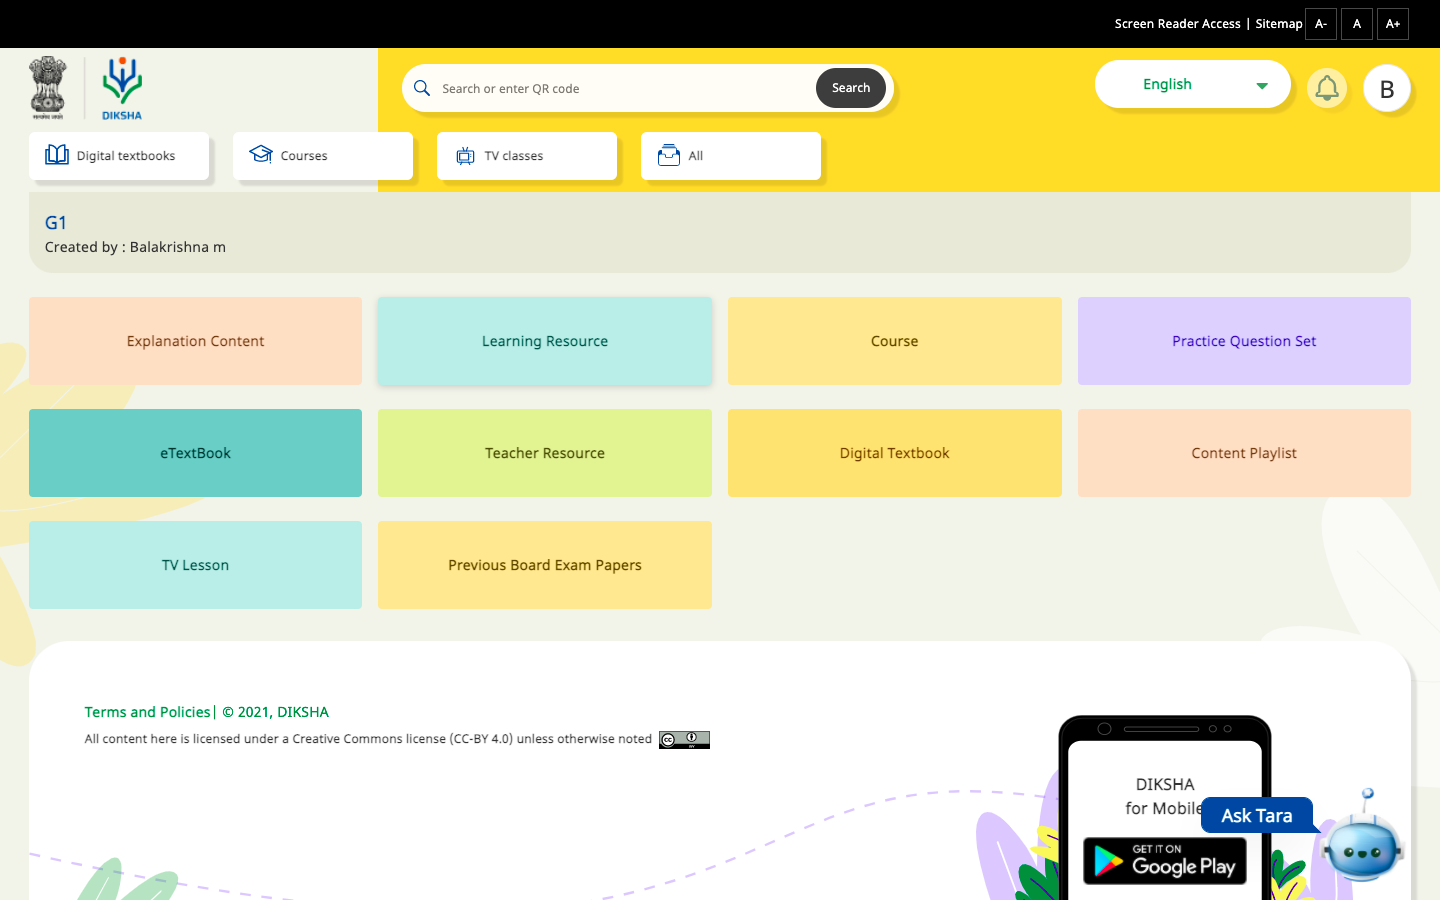 Screen Reader Access | Sitemap A- A A+
DIKSHA
Search or enter QR code Search English B
Digital textbooks Courses TV classes All
G1
Created by : Balakrishna m
Explanation Content Learning Resource Course Practice Question Set
eTextBook Teacher Resource Digital Textbook Content Playlist
TV Lesson Previous Board Exam Papers
Terms and Policies| © 2021, DIKSHA
All content here is licensed under a Creative Commons license (CC-BY 4.0) unless otherwise noted cc BY
DIKSHA
for Mobile
Ask Tara
GET IT ON
Google Play